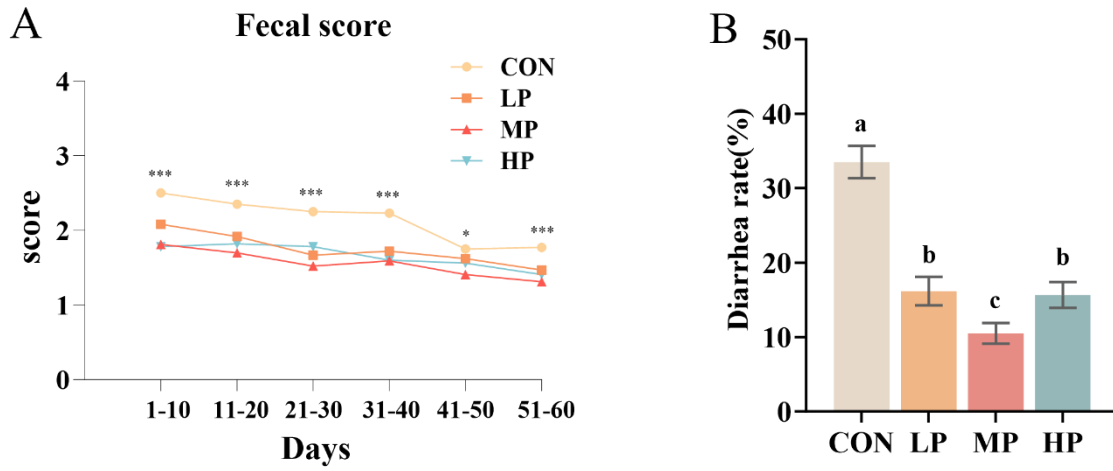 A
Fecal score
CON
LP
MP
HP
4
3
2
1
0
score
***
***
***
***
*
***
1-10
11-20
21-30
31-40
41-50
51-60
Days
B
50
40
30
20
10
0
Diarrhea rate(%)
a
b
c
b
CON
LP
MP
HP